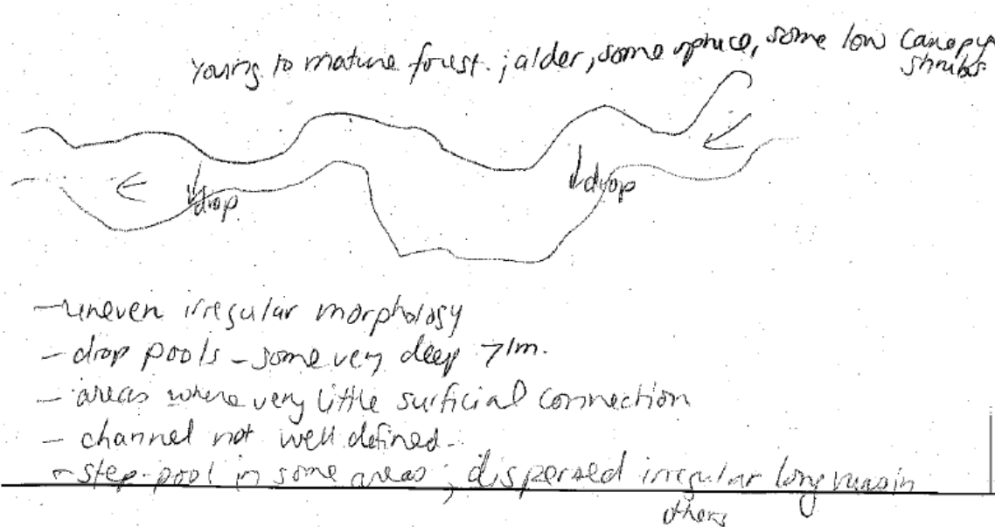 Young to mature forest; alder, some spruce, some low canopy
shrubs
drop
drop
- uneven irregular morphology
- drop pools - some very deep >1m.
- areas where very little surficial connection
- channel not well defined -
- step-pool in some areas; dispersed irregular long in
others